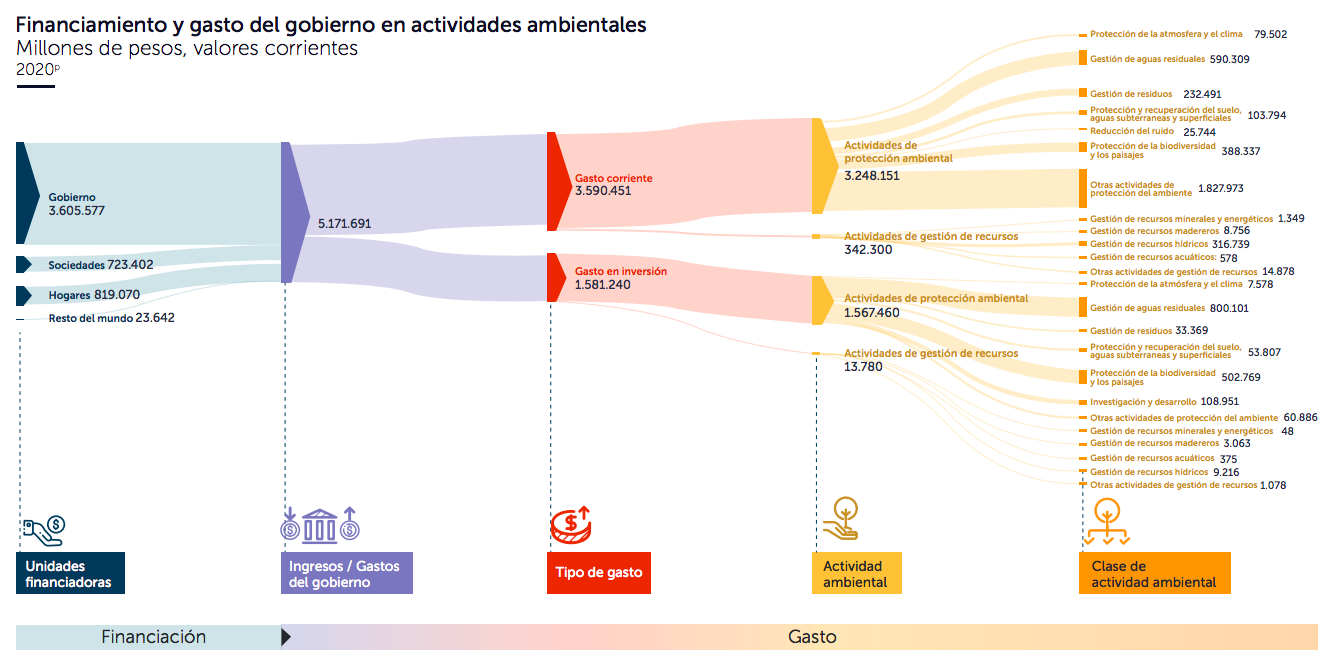 Financiamiento y gasto del gobierno en actividades ambientales
Millones de pesos, valores corrientes
2020ᵖ
Gobierno
3.605.577
Sociedades 723.402
Hogares 819.070
Resto del mundo 23.642
5.171.691
Gasto corriente
3.590.451
Gasto en inversión
1.581.240
Actividades de
protección ambiental
3.248.151
Actividades de gestión de recursos
342.300
Actividades de protección ambiental
1.567.460
Actividades de gestión de recursos
13.780
Protección de la atmosfera y el clima 79.502
Gestión de aguas residuales 590.309
Gestión de residuos 232.491
Protección y recuperación del suelo,
aguas subterraneas y superficiales 103.794
Reducción del ruido 25.744
Protección de la biodiversidad
y los paisajes 388.337
Otras actividades de
protección del ambiente 1.827.973
Gestión de recursos minerales y energéticos 1.349
Gestión de recursos madereros 8.756
Gestión de recursos hídricos 316.739
Gestión de recursos acuáticos: 578
Otras actividades de gestión de recursos 14.878
Protección de la atmósfera y el clima 7.578
Gestión de aguas residuales 800.101
Gestión de residuos 33.369
Protección y recuperación del suelo,
aguas subterraneas y superficiales 53.807
Protección de la biodiversidad
y los paisajes 502.769
Investigación y desarrollo 108.951
Otras actividades de protección del ambiente 60.886
Gestión de recursos minerales y energéticos 48
Gestión de recursos madereros 3.063
Gestión de recursos acuáticos 375
Gestión de recursos hídricos 9.216
Otras actividades de gestión de recursos 1.078
Unidades
financiadoras
Ingresos / Gastos
del gobierno
Tipo de gasto
Actividad
ambiental
Clase de
actividad ambiental
Financiación
Gasto